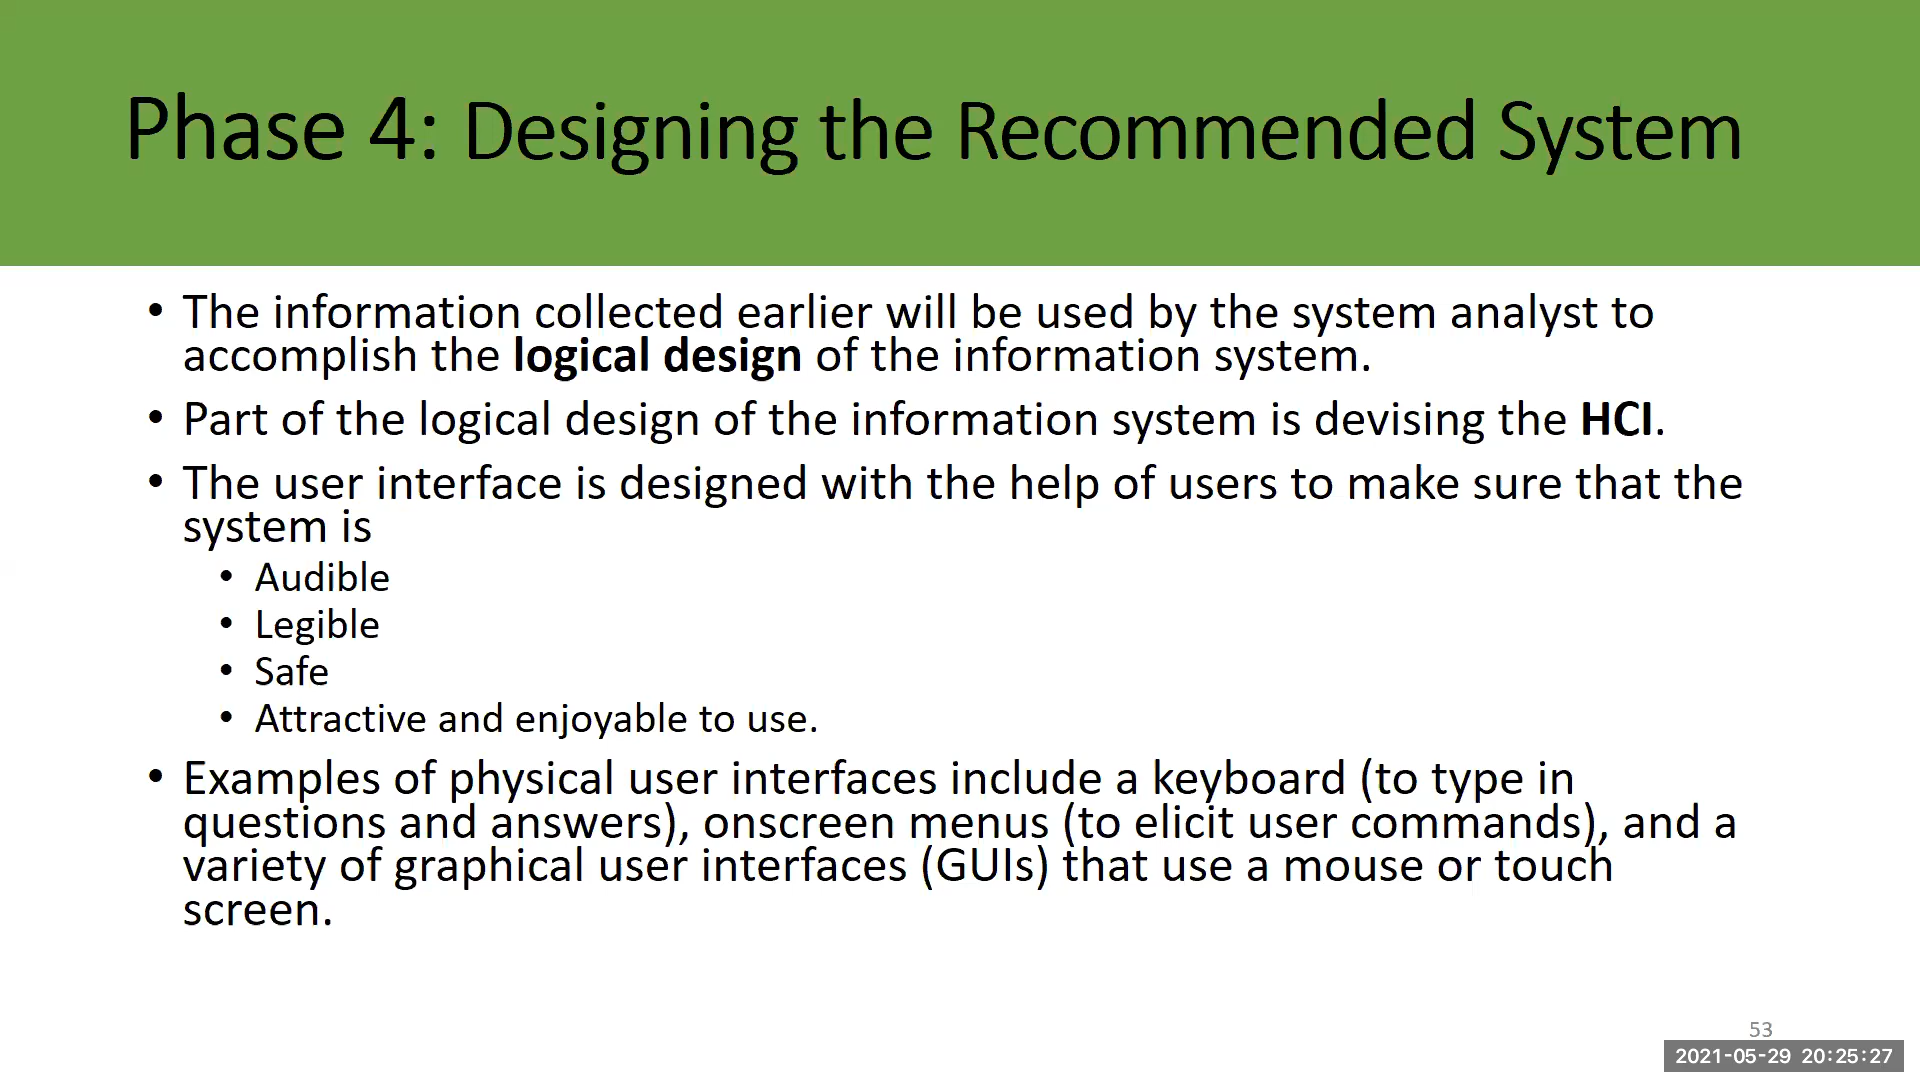 Phase 4: Designing the Recommended System
• The information collected earlier will be used by the system analyst to
accomplish the logical design of the information system.
• Part of the logical design of the information system is devising the HCI.
• The user interface is designed with the help of users to make sure that the
system is
• Audible
• Legible
• Safe
• Attractive and enjoyable to use.
• Examples of physical user interfaces include a keyboard (to type in
questions and answers), onscreen menus (to elicit user commands), and a
variety of graphical user interfaces (GUIs) that use a mouse or touch
screen.
53
2021-05-29 20:25:27